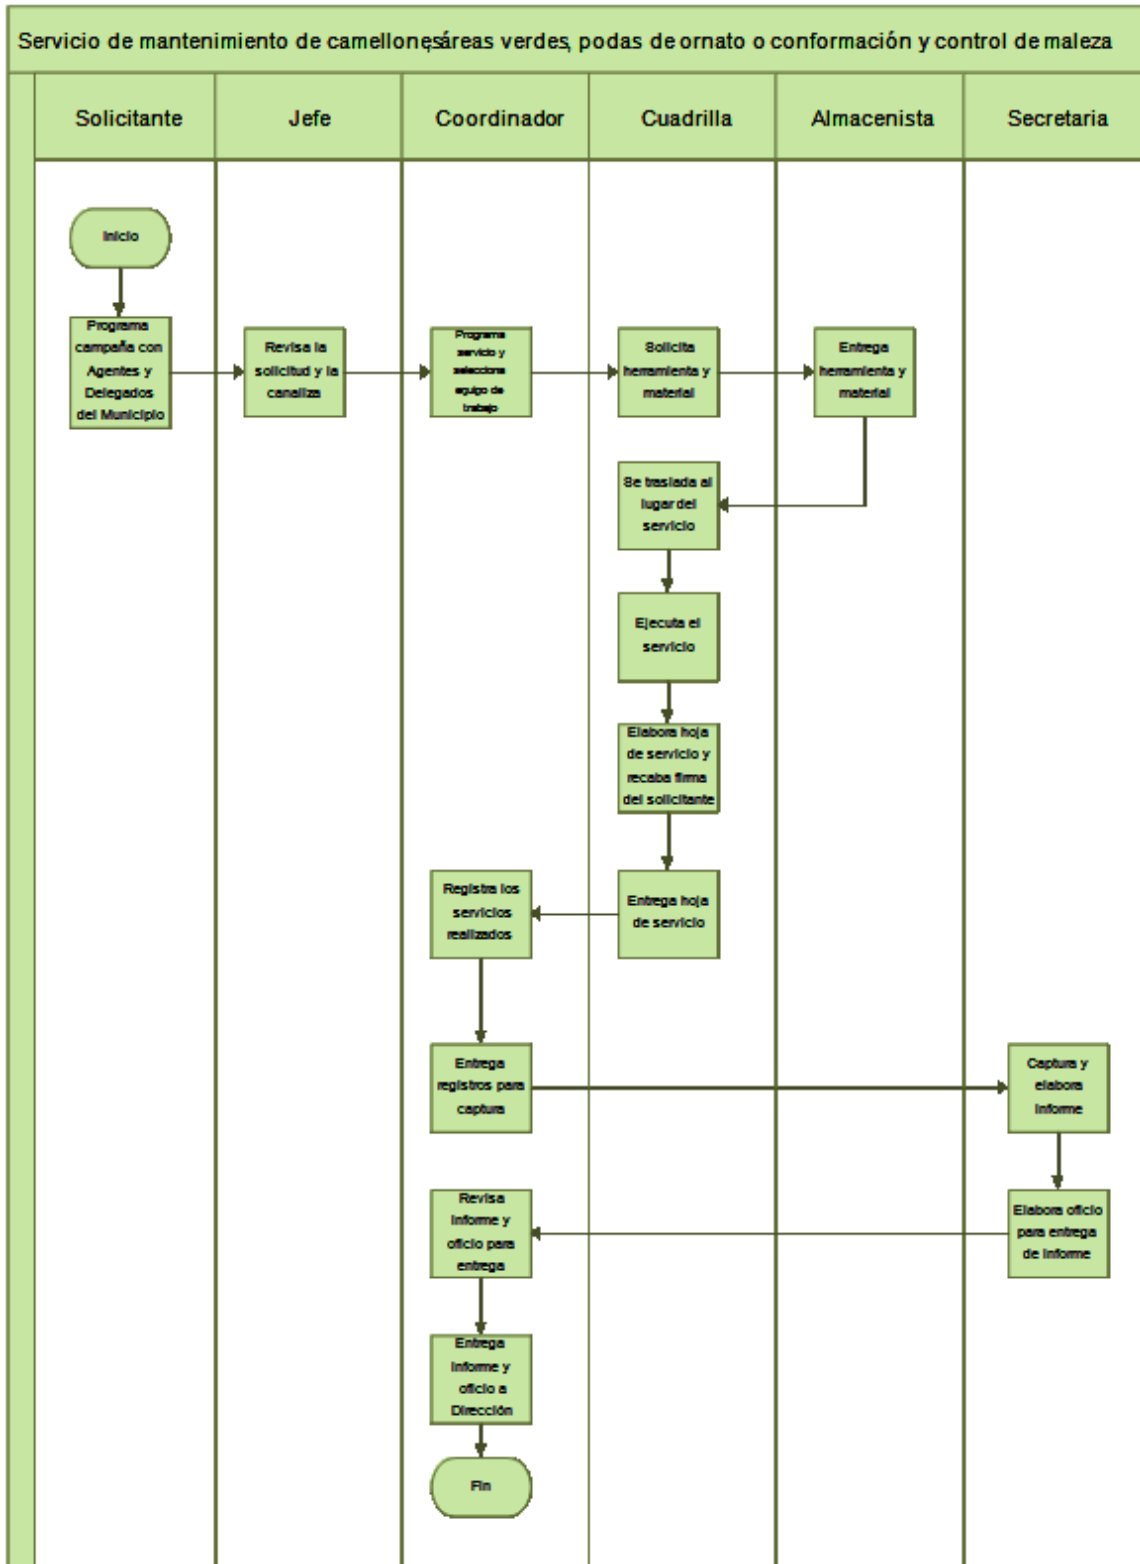 Servicio de mantenimiento de camellones,áreas verdes, podas de ornato o conformación y control de maleza
Solicitante
Jefe
Coordinador
Cuadrilla
Almacenista
Secretaria
Inicio
Programa
campaña con
Agentes y
Delegados
del Municipio
Revisa la
solicitud y la
canaliza
Programa
servicio y
selecciona
equipo de
trabajo
Solicita
herramienta y
material
Entrega
herramienta y
material
Se traslada al
lugar del
servicio
Ejecuta el
servicio
Elabora hoja
de servicio y
recaba firma
del solicitante
Entrega hoja
de servicio
Registra los
servicios
realizados
Entrega
registros para
captura
Captura y
elabora
informe
Elabora oficio
para entrega
de informe
Revisa
informe y
oficio para
entrega
Entrega
informe y
oficio a
Dirección
Fin